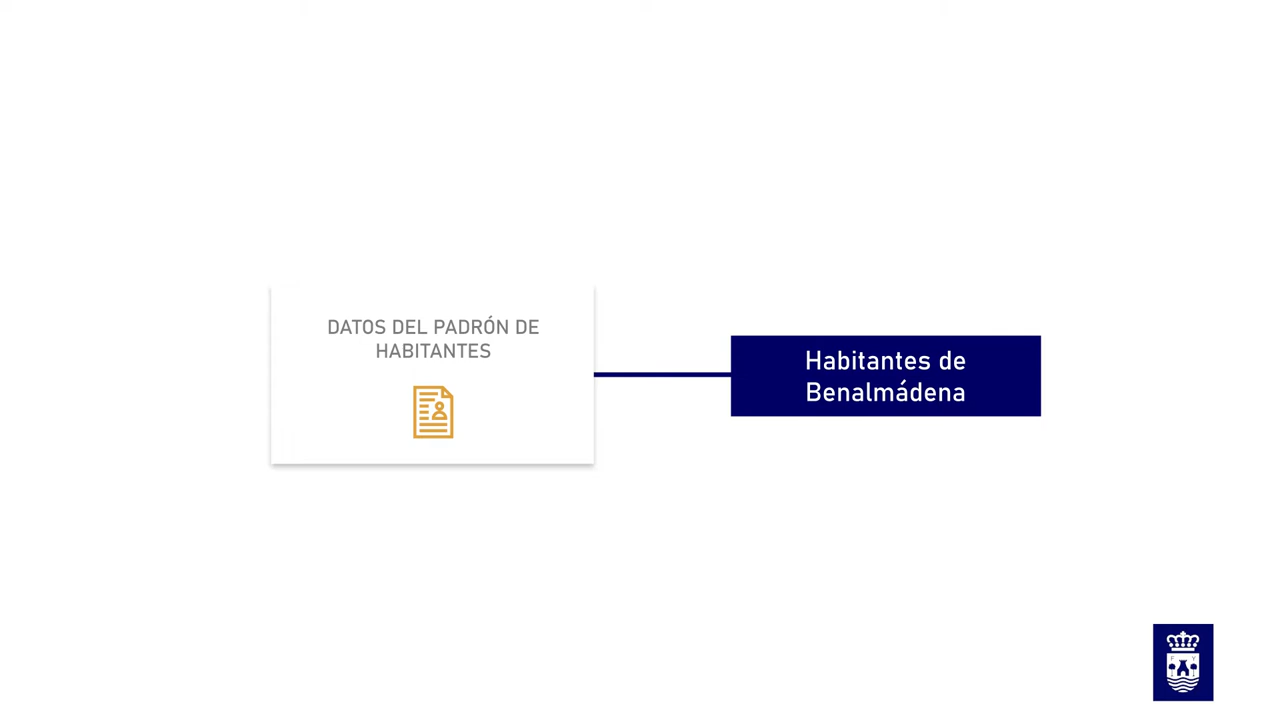 DATOS DEL PADRÓN DE
HABITANTES
Habitantes de
Benalmádena
F Y